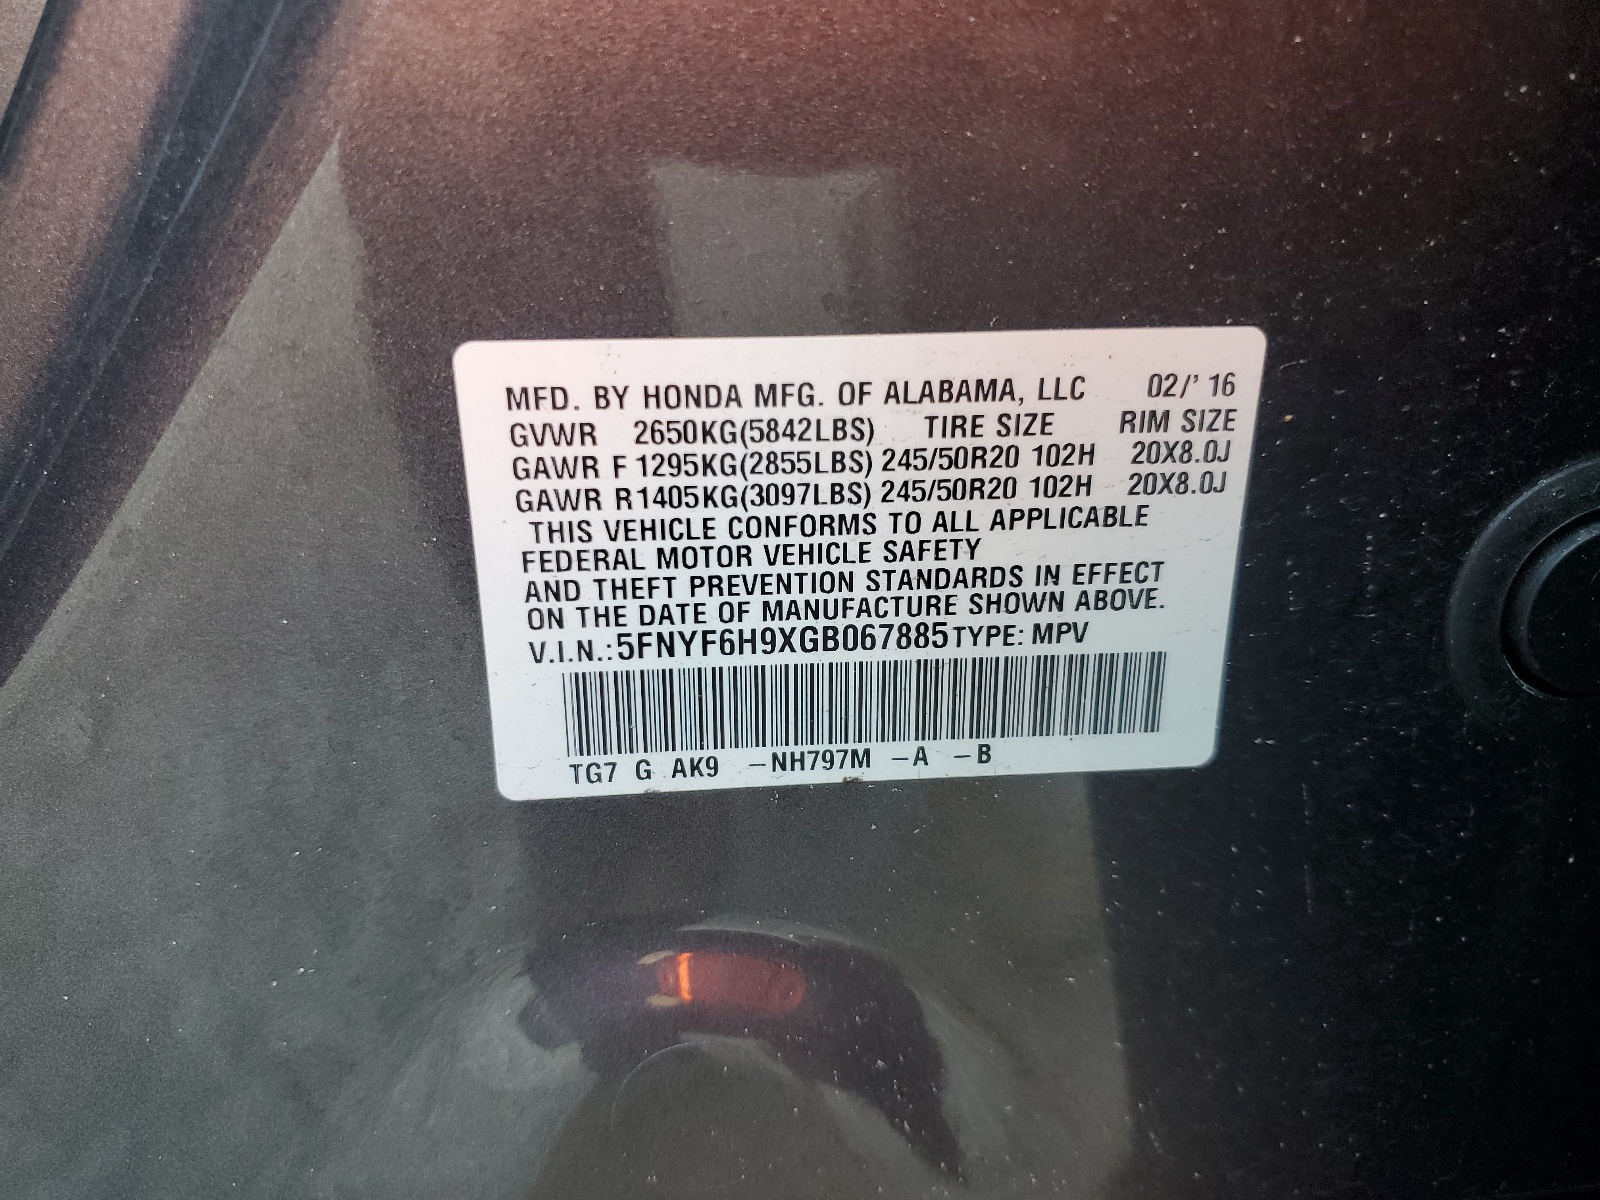 MFD. BY HONDA MFG. OF ALABAMA, LLC 02/' 16
GVWR 2650KG(5842LBS) TIRE SIZE RIM SIZE
GAWR F 1295KG(2855LBS) 245/50R20 102H 20X8.0J
GAWR R1405KG(3097LBS) 245/50R20 102H 20X8.0J
THIS VEHICLE CONFORMS TO ALL APPLICABLE
FEDERAL MOTOR VEHICLE SAFETY
AND THEFT PREVENTION STANDARDS IN EFFECT
ON THE DATE OF MANUFACTURE SHOWN ABOVE.
V.I.N.:5FNYF6H9XGB067885 TYPE: MPV
TG7 G AK9 –NH797M –A –B